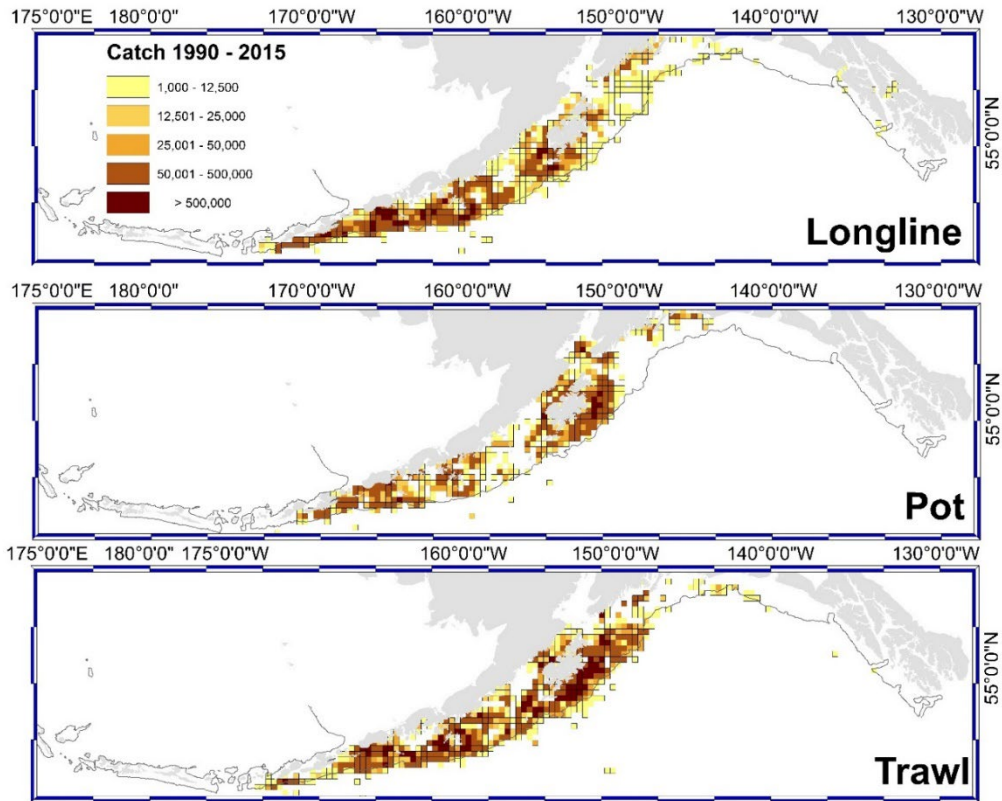 175°0'0"E 180°0'0" 170°0'0"W 160°0'0"W 150°0'0"W 140°0'0"W 130°0'0"W
Catch 1990 - 2015
1,000 - 12,500
12,501 - 25,000
25,001 - 50,000
50,001 - 500,000
> 500,000
55°0'0"N
Longline
175°0'0"E 180°0'0" 170°0'0"W 160°0'0"W 150°0'0"W 140°0'0"W 130°0'0"W
55°0'0"N
Pot
175°0'0"E 180°0'0" 175°0'0"W 160°0'0"W 150°0'0"W 140°0'0"W 130°0'0"W
55°0'0"N
Trawl